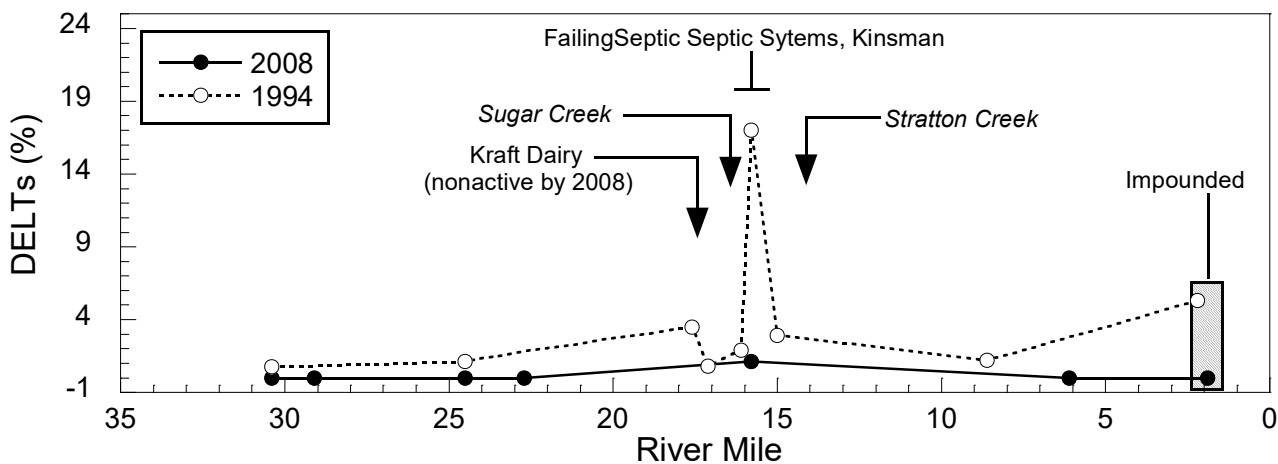 24
19
14
9
4
-1
DELTs (%)
2008
1994
FailingSeptic Septic Sytems, Kinsman
Sugar Creek
Stratton Creek
Kraft Dairy
(nonactive by 2008)
Impounded
35
30
25
20
15
10
5
0
River Mile